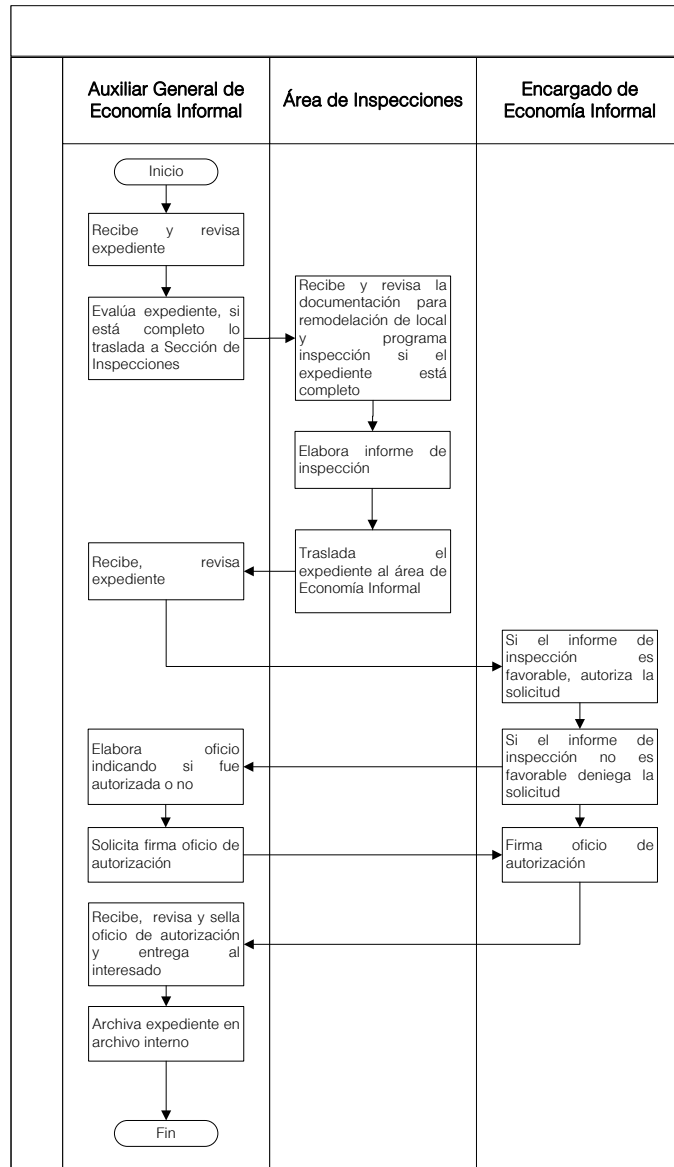 Auxiliar General de
Economía Informal
Área de Inspecciones
Encargado de
Economía Informal
Inicio
Recibe y revisa
expediente
Evalúa expediente, si
está completo lo
traslada a Sección de
Inspecciones
Recibe y revisa la
documentación para
remodelación de local
y programa
inspección si el
expediente está
completo
Elabora informe de
inspección
Traslada el
expediente al área de
Economía Informal
Recibe, revisa
expediente
Si el informe de
inspección es
favorable, autoriza la
solicitud
Si el informe de
inspección no es
favorable deniega la
solicitud
Elabora oficio
indicando si fue
autorizada o no
Solicita firma oficio de
autorización
Firma oficio de
autorización
Recibe, revisa y sella
oficio de autorización
y entrega al
interesado
Archiva expediente en
archivo interno
Fin